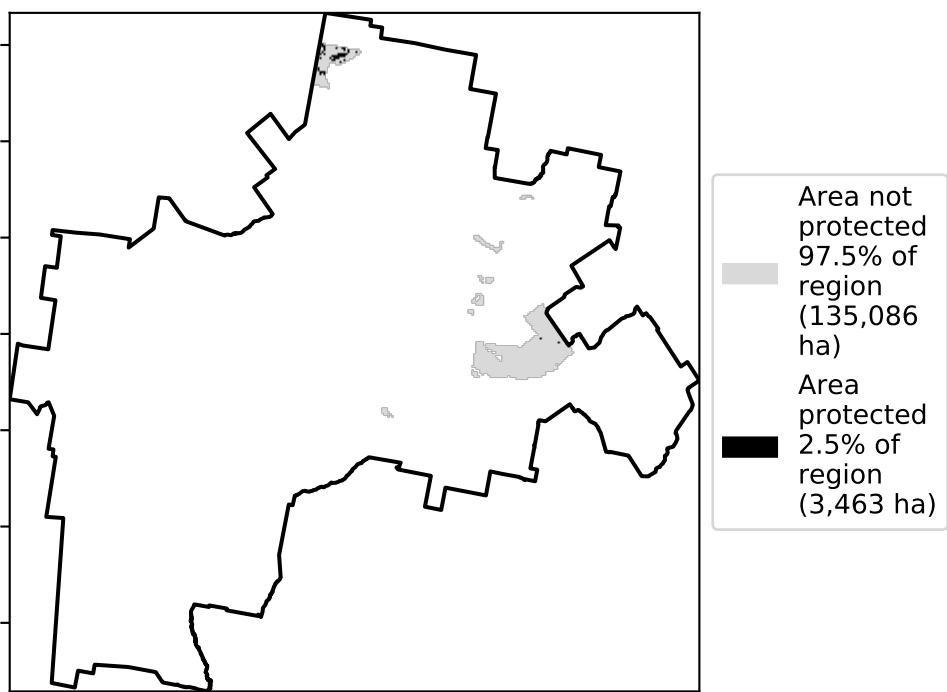 Area not
protected
97.5% of
region
(135,086
ha)
Area
protected
2.5% of
region
(3,463 ha)